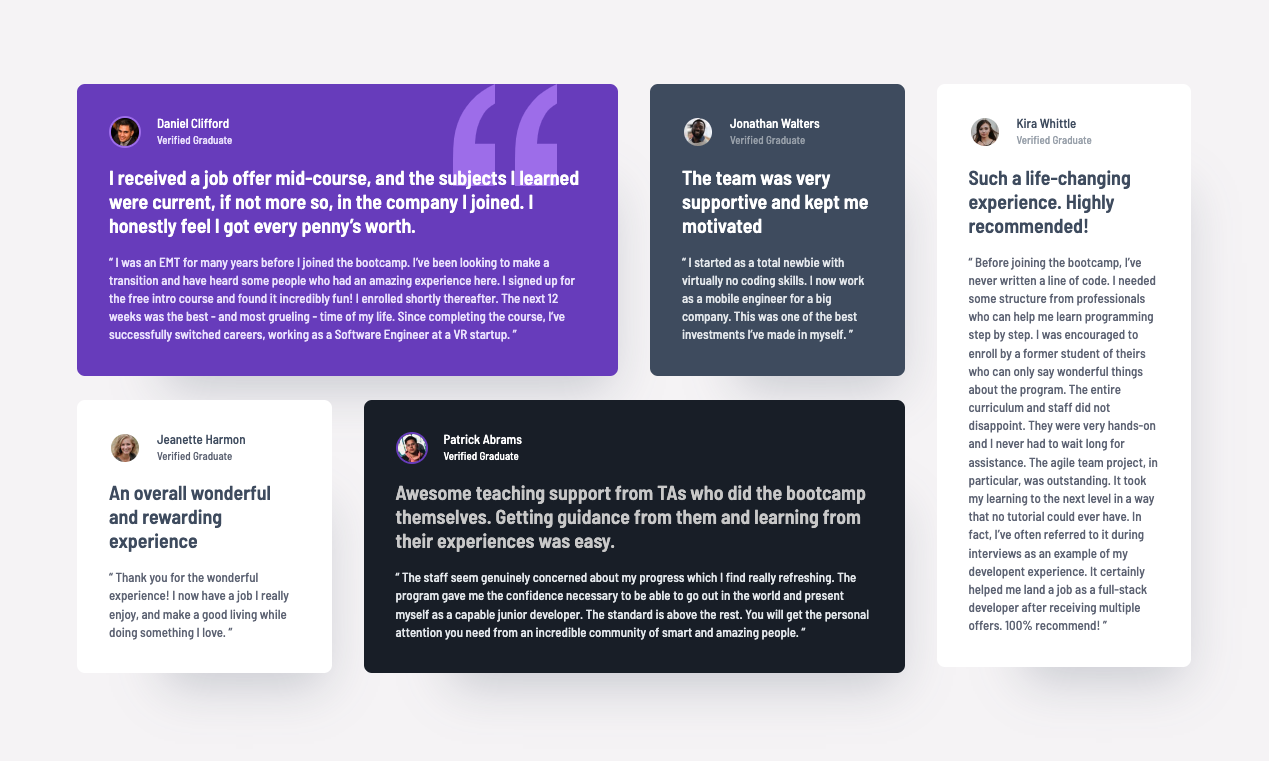 Daniel Clifford
Verified Graduate
I received a job offer mid-course, and the subjects I learned
were current, if not more so, in the company I joined. I
honestly feel I got every penny’s worth.
“ I was an EMT for many years before I joined the bootcamp. I’ve been looking to make a
transition and have heard some people who had an amazing experience here. I signed up for
the free intro course and found it incredibly fun! I enrolled shortly thereafter. The next 12
weeks was the best - and most grueling - time of my life. Since completing the course, I’ve
successfully switched careers, working as a Software Engineer at a VR startup. ”
Jonathan Walters
Verified Graduate
The team was very
supportive and kept me
motivated
“ I started as a total newbie with
virtually no coding skills. I now work
as a mobile engineer for a big
company. This was one of the best
investments I’ve made in myself. ”
Kira Whittle
Verified Graduate
Such a life-changing
experience. Highly
recommended!
“ Before joining the bootcamp, I’ve
never written a line of code. I needed
some structure from professionals
who can help me learn programming
step by step. I was encouraged to
enroll by a former student of theirs
who can only say wonderful things
about the program. The entire
curriculum and staff did not
disappoint. They were very hands-on
and I never had to wait long for
assistance. The agile team project, in
particular, was outstanding. It took
my learning to the next level in a way
that no tutorial could ever have. In
fact, I’ve often referred to it during
interviews as an example of my
developent experience. It certainly
helped me land a job as a full-stack
developer after receiving multiple
offers. 100% recommend! ”
Jeanette Harmon
Verified Graduate
An overall wonderful
and rewarding
experience
“ Thank you for the wonderful
experience! I now have a job I really
enjoy, and make a good living while
doing something I love. ”
Patrick Abrams
Verified Graduate
Awesome teaching support from TAs who did the bootcamp
themselves. Getting guidance from them and learning from
their experiences was easy.
“ The staff seem genuinely concerned about my progress which I find really refreshing. The
program gave me the confidence necessary to be able to go out in the world and present
myself as a capable junior developer. The standard is above the rest. You will get the personal
attention you need from an incredible community of smart and amazing people. ”